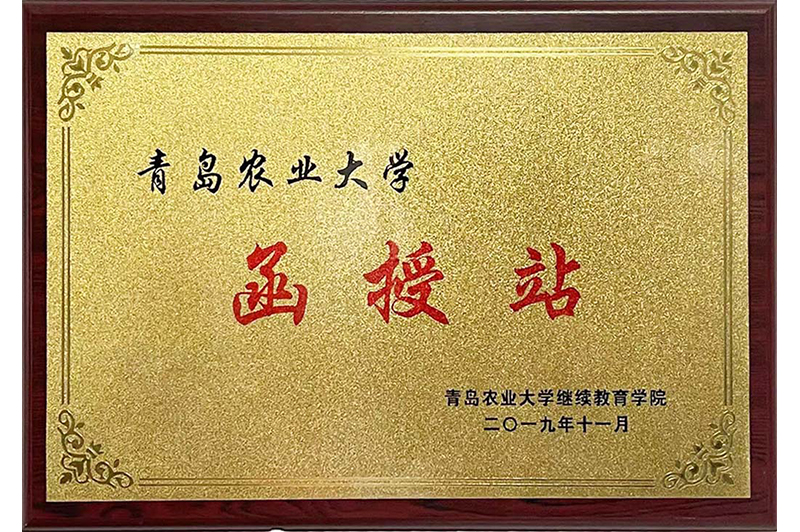 青岛农业大学
函授站
青岛农业大学继续教育学院
二〇一九年十一月